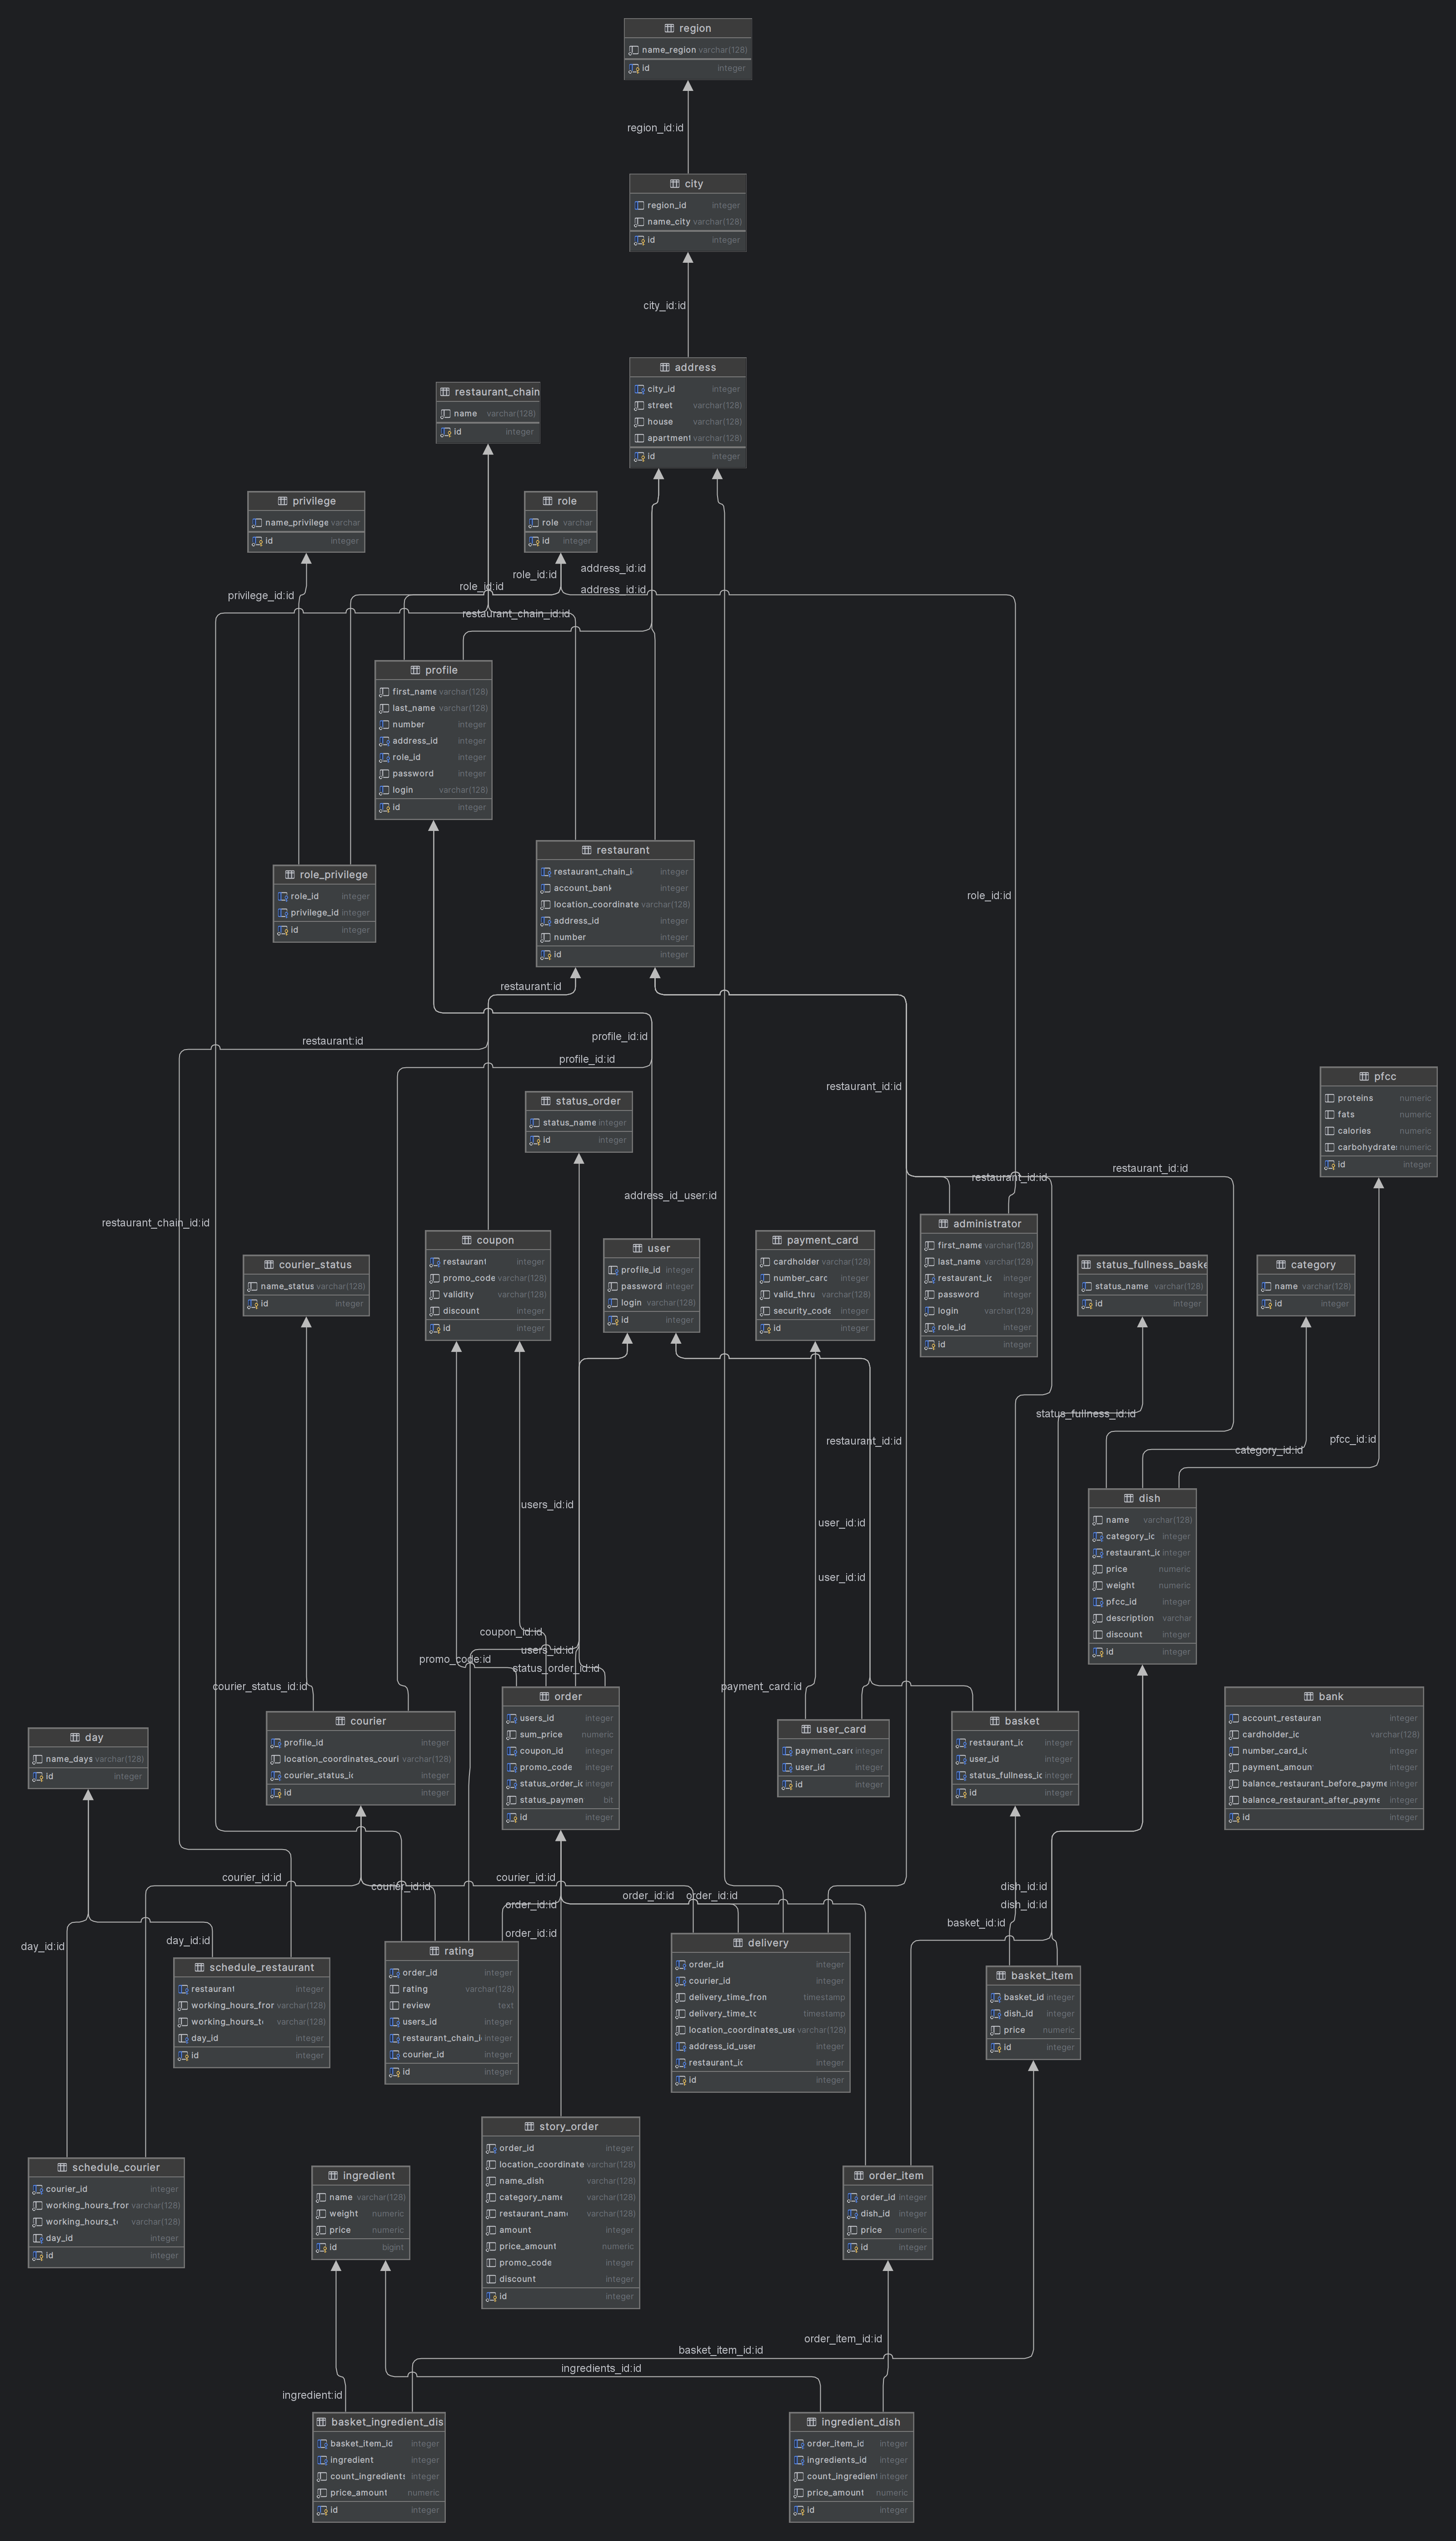 region
name_region varchar(128)
id integer
region_id:id
city
region_id integer
name_city varchar(128)
id integer
city_id:id
address
city_id integer
street varchar(128)
house varchar(128)
apartment varchar(128)
id integer
restaurant_chain
name varchar(128)
id integer
privilege
name_privilege varchar
id integer
role
role varchar
id integer
address_id:id
role_id:id
role_id:id
address_id:id
privilege_id:id
restaurant_chain_id:id
profile
first_name varchar(128)
last_name varchar(128)
number integer
address_id integer
role_id integer
password integer
login varchar(128)
id integer
restaurant
restaurant_chain_i integer
account_bank integer
location_coordinate varchar(128)
address_id integer
number integer
id integer
role_privilege
role_id integer
privilege_id integer
id integer
role_id:id
restaurant:id
profile_id:id
restaurant:id
profile_id:id
restaurant_id:id
pfcc
proteins numeric
fats numeric
calories numeric
carbohydrate numeric
id integer
status_order
status_name integer
id integer
restaurant_id:id
restaurant_id:id
address_id_user:id
restaurant_chain_id:id
coupon
restaurant integer
promo_code varchar(128)
validity varchar(128)
discount integer
id integer
user
profile_id integer
password integer
login varchar(128)
id integer
payment_card
cardholder varchar(128)
number_card integer
valid_thru varchar(128)
security_code integer
id integer
administrator
first_name varchar(128)
last_name varchar(128)
restaurant_ic integer
password integer
login varchar(128)
role_id integer
id integer
courier_status
name_status varchar(128)
id integer
status_fullness_baske
status_name varchar(128)
id integer
category
name varchar(128)
id integer
status_fullness_id:id
restaurant_id:id
pfcc_id:id
category_id:id
users_id:id
user_id:id
user_id:id
dish
name varchar(128)
category_ic integer
restaurant_ic integer
price numeric
weight numeric
pfcc_id integer
description varchar
discount integer
id integer
coupon_id:id
users_id:id
promo_code:id
status_order_id:id
courier_status_id:id
payment_card:id
order
users_id integer
sum_price numeric
coupon_id integer
promo_code integer
status_order_ic integer
status_paymen bit
id integer
bank
account_restauran integer
cardholder_ic varchar(128)
number_card_ic integer
payment_amoun integer
balance_restaurant_before_payme integer
balance_restaurant_after_payme integer
id integer
courier
profile_id integer
location_coordinates_couri varchar(128)
courier_status_ic integer
id integer
basket
restaurant_ic integer
user_id integer
status_fullness_ic integer
id integer
user_card
payment_card integer
user_id integer
id integer
day
name_days varchar(128)
id integer
courier_id:id
courier_id:id
courier_id:id
order_id:id
order_id:id
order_id:id
order_id:id
dish_id:id
dish_id:id
basket_id:id
day_id:id
day_id:id
rating
order_id integer
rating varchar(128)
review text
users_id integer
restaurant_chain_i integer
courier_id integer
id integer
delivery
order_id integer
courier_id integer
delivery_time_fron timestamp
delivery_time_tc timestamp
location_coordinates_use varchar(128)
address_id_user integer
restaurant_ic integer
id integer
schedule_restaurant
restaurant integer
working_hours_fror varchar(128)
working_hours_t varchar(128)
day_id integer
id integer
basket_item
basket_id integer
dish_id integer
price numeric
id integer
story_order
order_id integer
location_coordinate varchar(128)
name_dish varchar(128)
category_name varchar(128)
restaurant_name varchar(128)
amount integer
price_amount numeric
promo_code integer
discount integer
id integer
schedule_courier
courier_id integer
working_hours_fror varchar(128)
working_hours_t varchar(128)
day_id integer
id integer
ingredient
name varchar(128)
weight numeric
price numeric
id bigint
order_item
order_id integer
dish_id integer
price numeric
id integer
order_item_id:id
basket_item_id:id
ingredients_id:id
ingredient:id
basket_ingredient_dis
basket_item_id integer
ingredient integer
count_ingredients integer
price_amount numeric
id integer
ingredient_dish
order_item_id integer
ingredients_id integer
count_ingredient integer
price_amount numeric
id integer